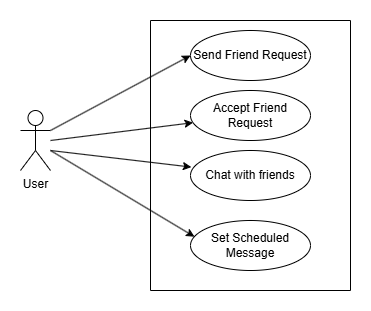 Send Friend Request
Accept Friend
Request
User
Chat with friends
Set Scheduled
Message